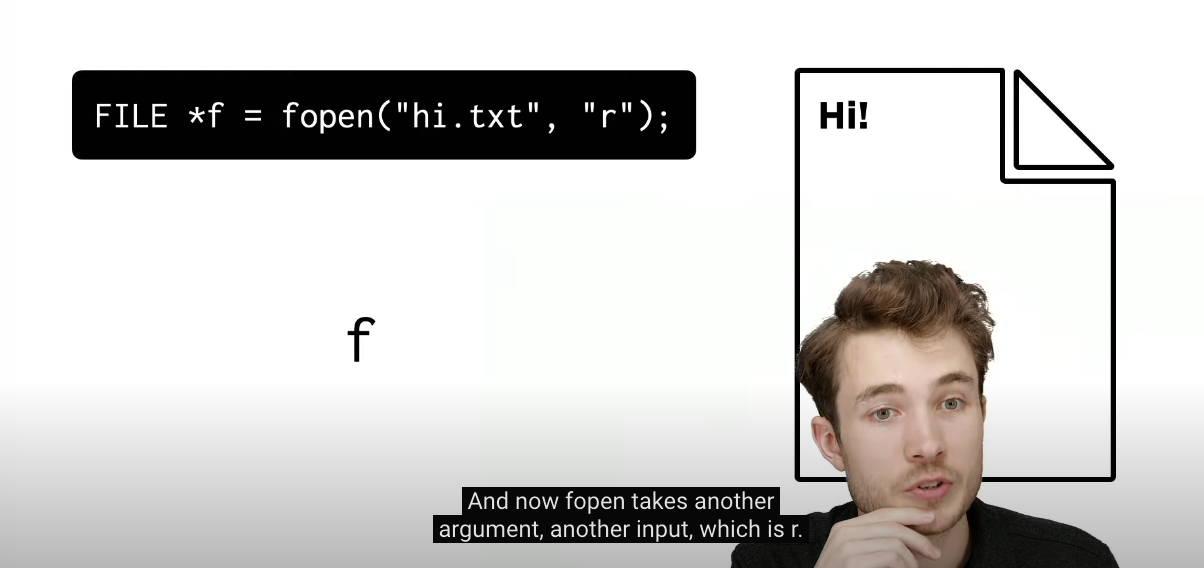 FILE *f = fopen("hi.txt", "r");
Hi!
f
And now fopen takes another
argument, another input, which is r.